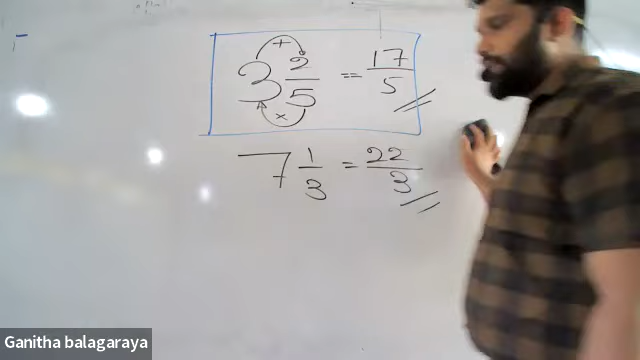 3 2/5 = 17/5
7 1/3 = 22/3
Ganitha balagaraya